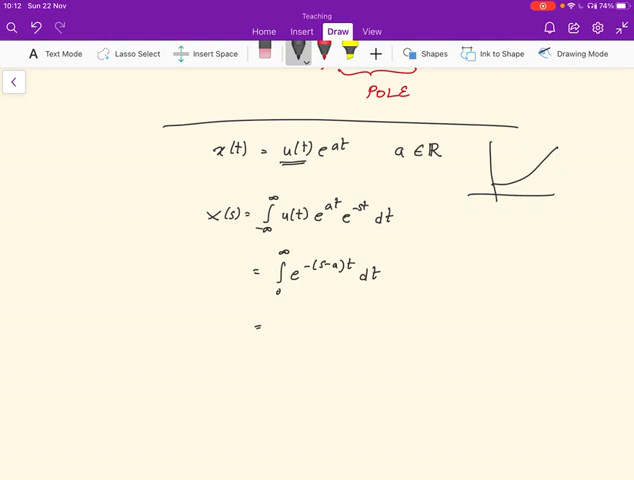 10:12 Sun 22 Nov 74%
Teaching
Home Insert Draw View
A Text Mode Lasso Select Insert Space + Shapes Ink to Shape Drawing Mode
POLE
x(t) = u(t) e^{at} a ∈ ℝ
X(s) = ∫_{-∞}^{∞} u(t) e^{at} e^{-st} dt
= ∫_{0}^{∞} e^{-(s-a)t} dt
=